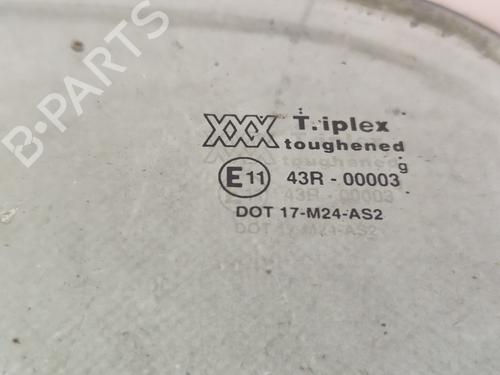 B-PARTS
XXX T.iplex
toughened
E11 43R - 00003 g
DOT 17-M24-AS2